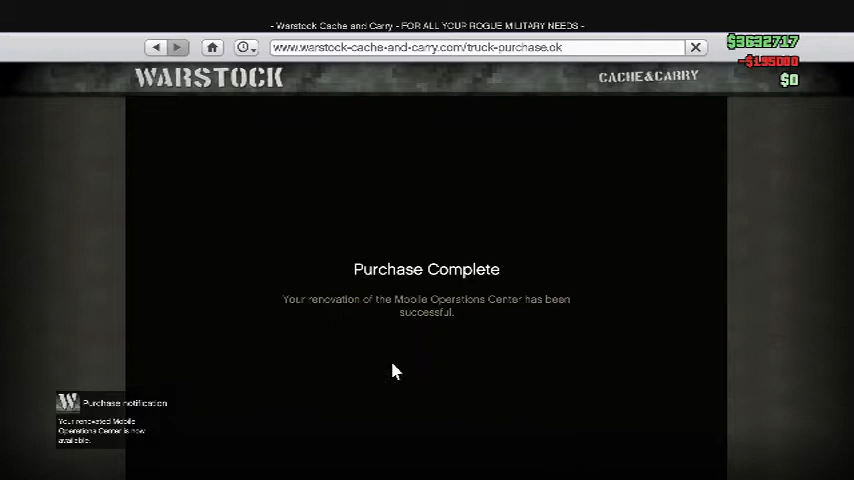 - Warstock Cache and Carry - FOR ALL YOUR ROGUE MILITARY NEEDS -
www.warstock-cache-and-carry.com/truck-purchase.ok
$3632717
-$195000
$0
WARSTOCK
CACHE&CARRY
Purchase Complete
Your renovation of the Mobile Operations Center has been
successful.
W
Purchase notification
Your renovated Mobile
Operations Center is now
available.